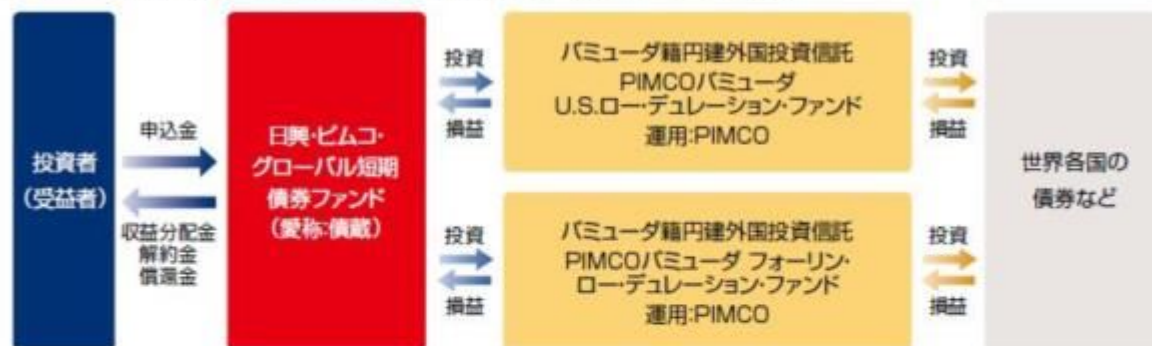 投資者
(受益者)
申込金
収益分配金
解約金
償還金
日興・ピムコ・
グローバル短期
債券ファンド
(愛称:債蔵)
投資
損益
バミューダ籍円建外国投資信託
PIMCOバミューダ
U.S.ロー・デュレーション・ファンド
運用:PIMCO
投資
損益
投資
損益
バミューダ籍円建外国投資信託
PIMCOバミューダ フォーリン・
ロー・デュレーション・ファンド
運用:PIMCO
投資
損益
世界各国の
債券など